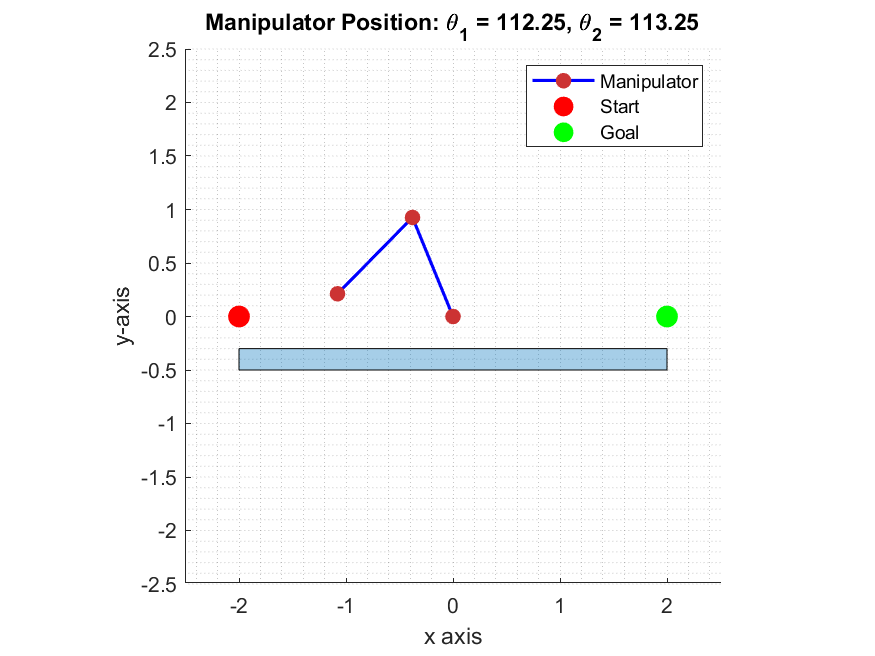 Manipulator Position: θ₁ = 112.25, θ₂ = 113.25
2.5
2
1.5
1
0.5
0
-0.5
-1
-1.5
-2
-2.5
y-axis
Manipulator
Start
Goal
-2 -1 0 1 2
x axis